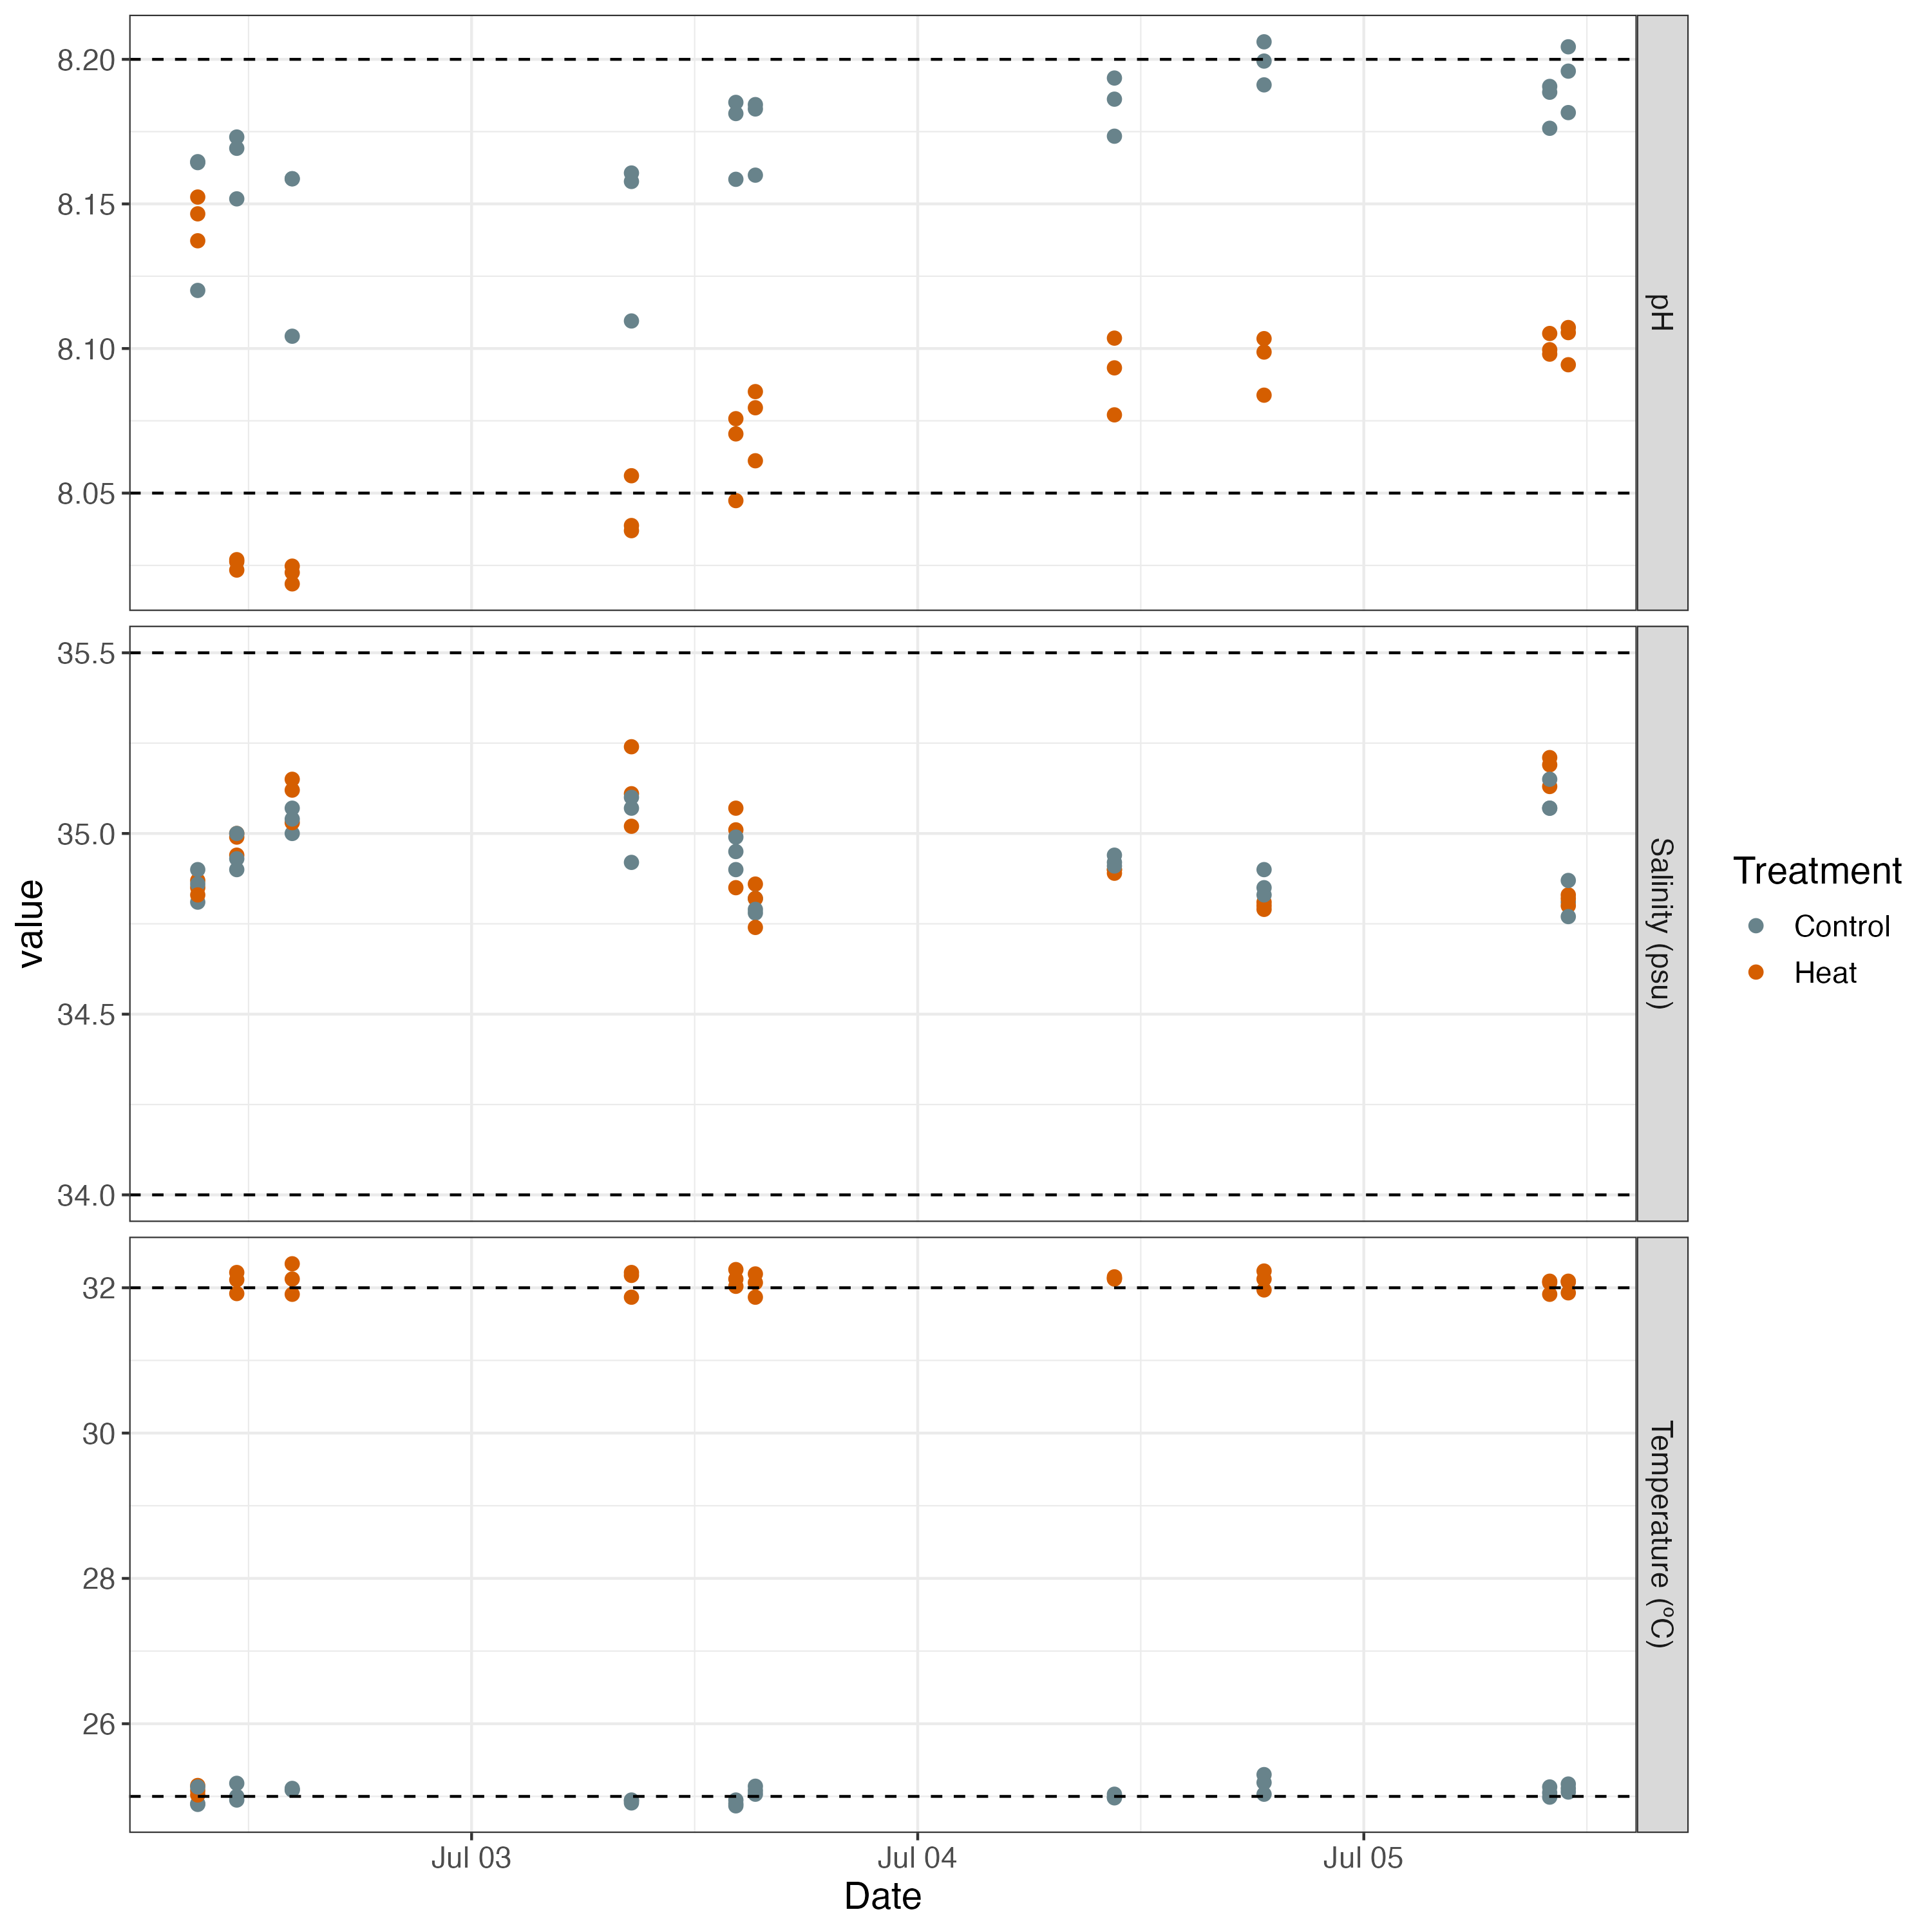 8.20
8.15
8.10
8.05
pH
35.5
35.0
34.5
34.0
Salinity (psu)
32
30
28
26
Temperature (ºC)
value
Jul 03
Jul 04
Jul 05
Date
Treatment
Control
Heat